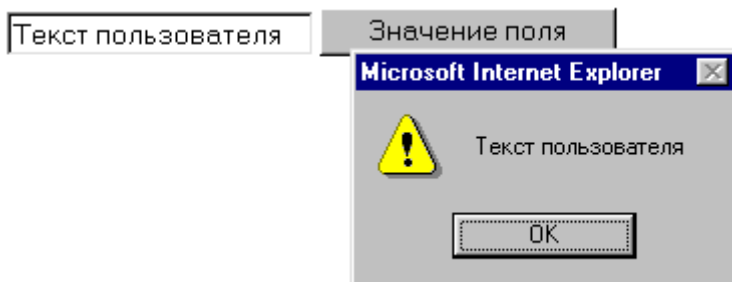 Текст пользователя
Значение поля
Microsoft Internet Explorer
Текст пользователя
OK